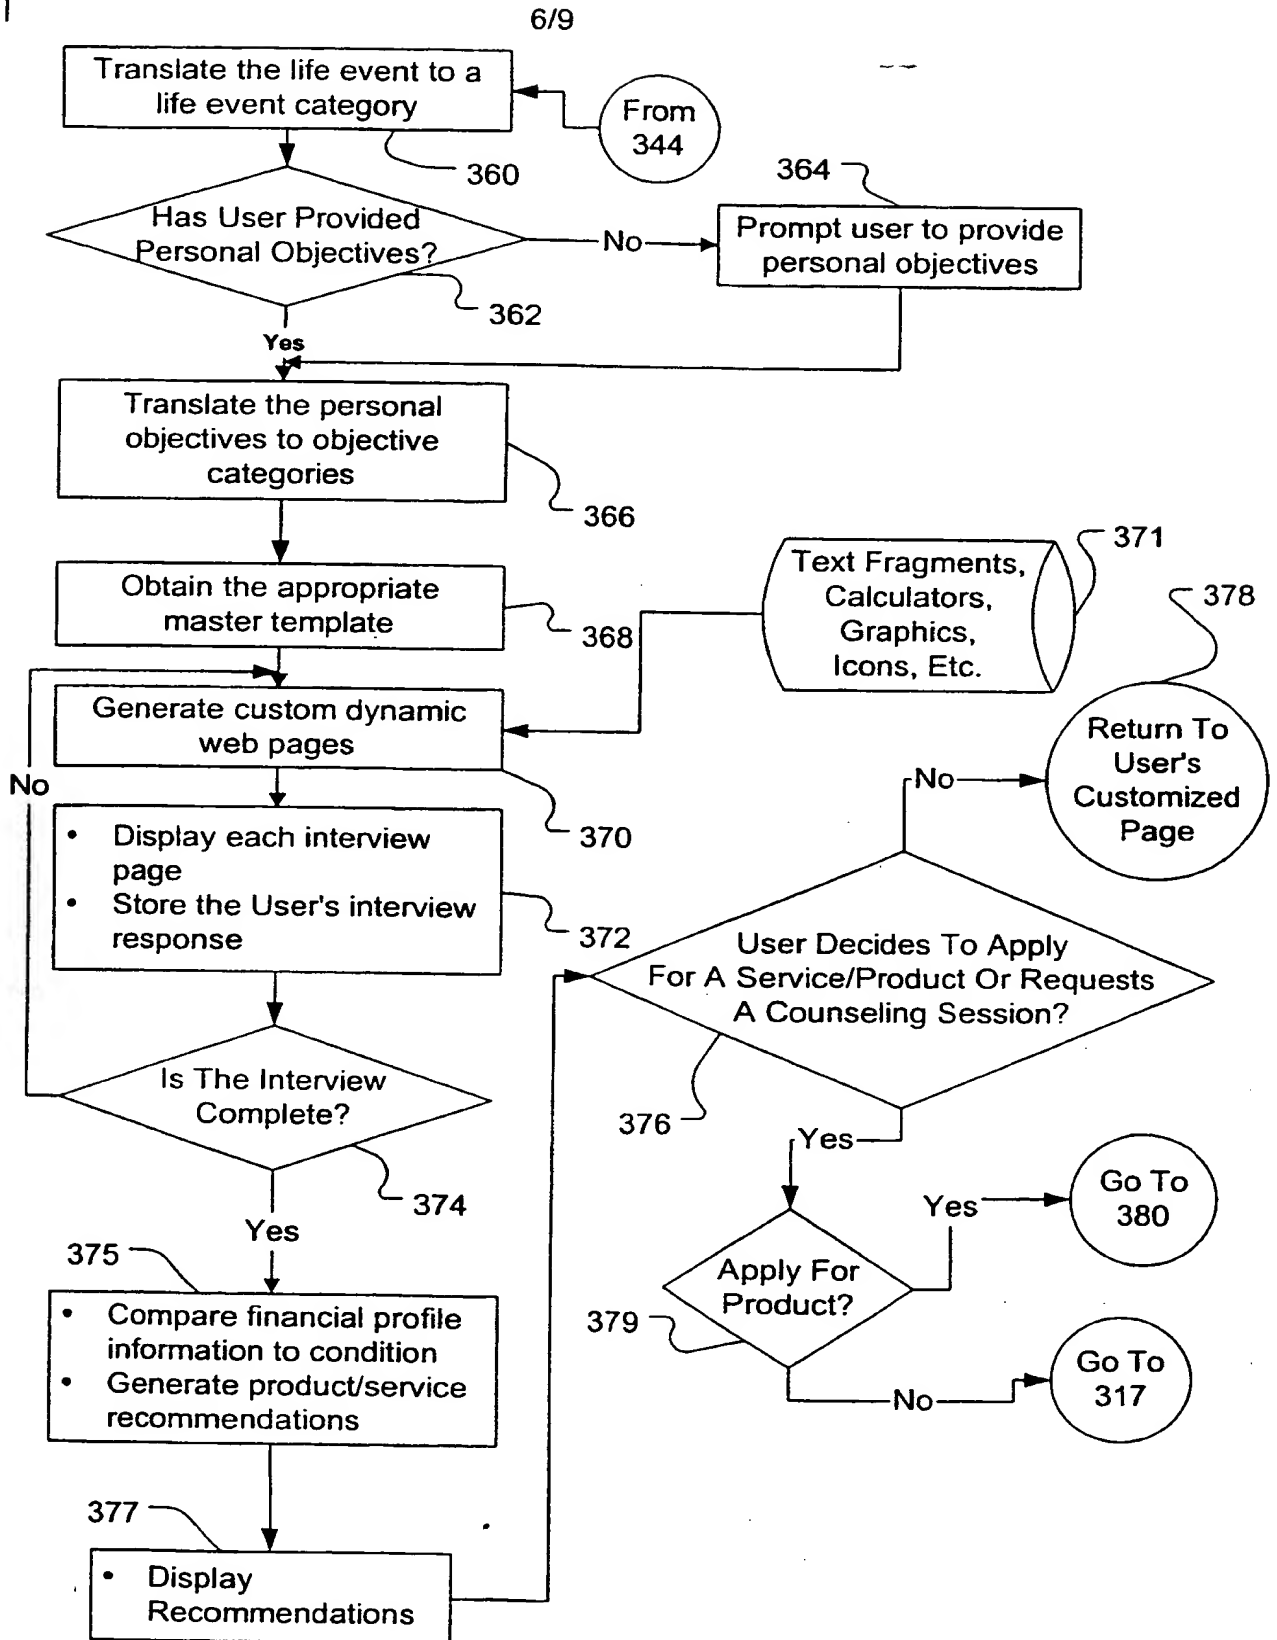 6/9
Translate the life event to a
life event category
From
344
360
364
Has User Provided
Personal Objectives?
No
Prompt user to provide
personal objectives
362
Yes
Translate the personal
objectives to objective
categories
366
Obtain the appropriate
master template
368
Text Fragments,
Calculators,
Graphics,
Icons, Etc.
371
378
Generate custom dynamic
web pages
370
No
• Display each interview
page
• Store the User's interview
response
372
Return To
User's
Customized
Page
No
User Decides To Apply
For A Service/Product Or Requests
A Counseling Session?
376
Is The Interview
Complete?
374
Yes
Yes
375
• Compare financial profile
information to condition
• Generate product/service
recommendations
Apply For
Product?
379
Yes
Go To
380
No
Go To
317
377
• Display
Recommendations